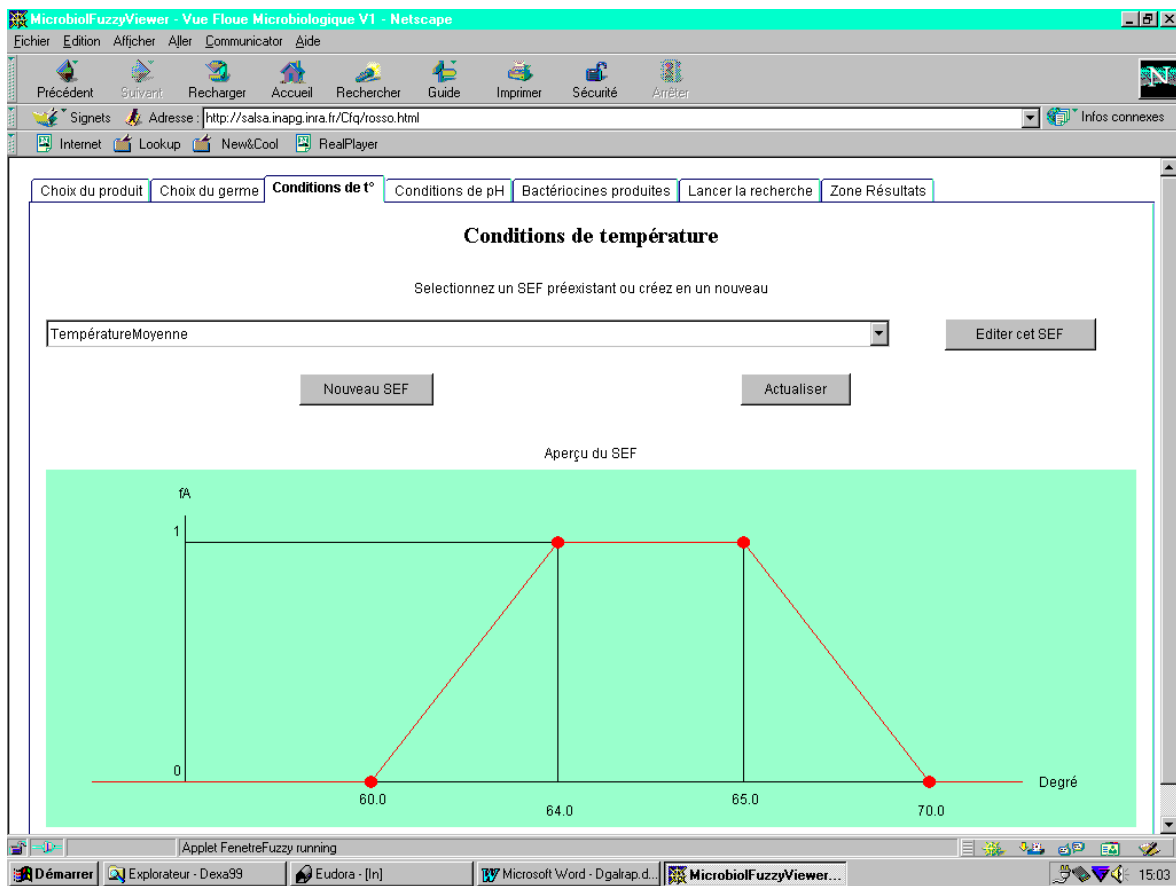 MicrobiolFuzzyViewer - Vue Floue Microbiologique V1 - Netscape
Fichier Edition Afficher Aller Communicator Aide
Précédent Suivant Recharger Accueil Rechercher Guide Imprimer Sécurité Arrêter
N
Signets Adresse : http://salsa.inapg.inra.fr/Cfq/rosso.html Infos connexes
Internet Lookup New&Cool RealPlayer
Choix du produit Choix du germe Conditions de t° Conditions de pH Bactériocines produites Lancer la recherche Zone Résultats
Conditions de température
Selectionnez un SEF préexistant ou créez en un nouveau
TempératureMoyenne Editer cet SEF
Nouveau SEF Actualiser
Aperçu du SEF
fA
1
0
Degré
60.0 65.0
64.0 70.0
Applet FenetreFuzzy running
Démarrer Explorateur - Dexa99 Eudora - [In] Microsoft Word - Dgalrap.d... MicrobiolFuzzyViewer... 15:03